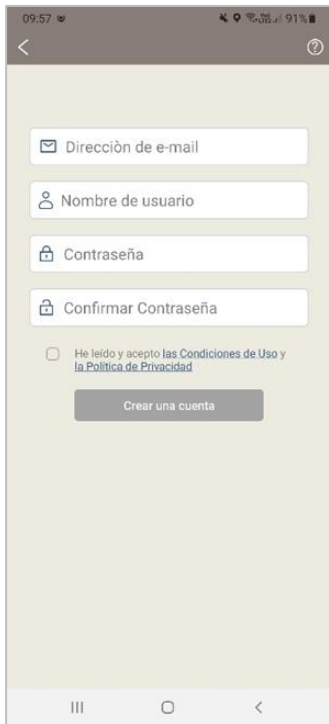 09:57
91%
Direcciòn de e-mail
Nombre de usuario
Contraseña
Confirmar Contraseña
He leído y acepto las Condiciones de Uso y
la Política de Privacidad
Crear una cuenta